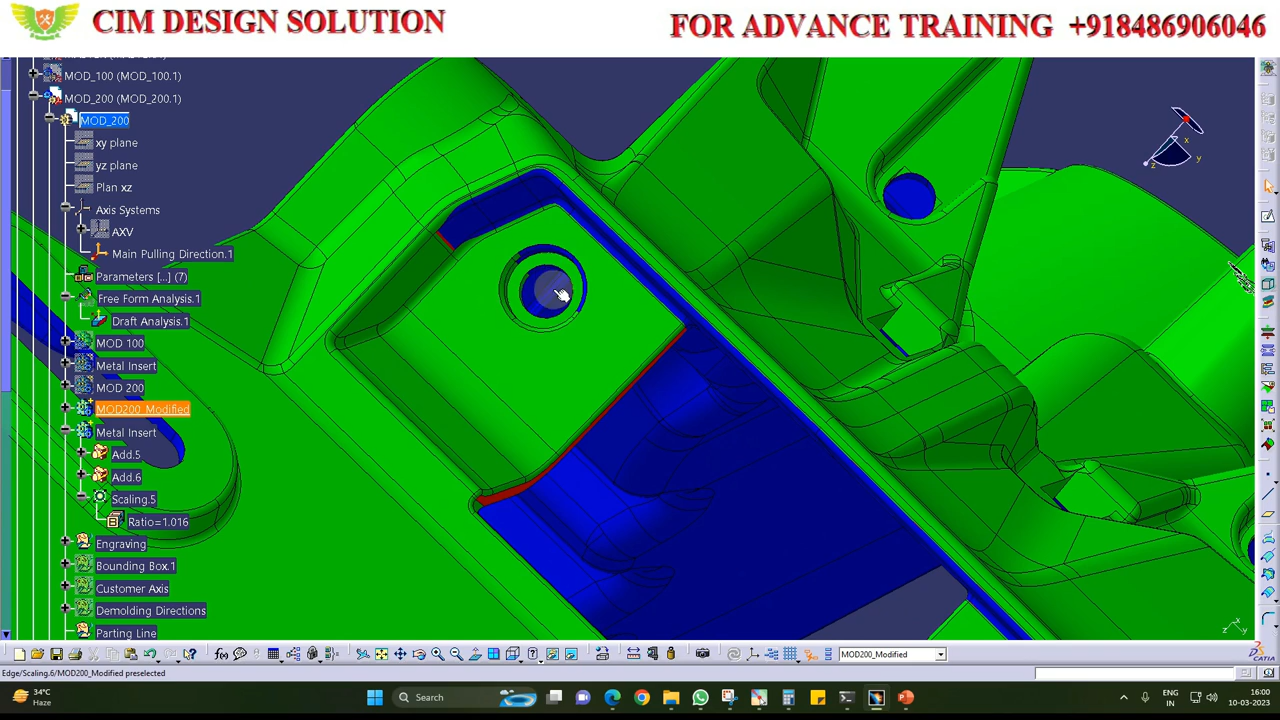 CIM DESIGN SOLUTION
FOR ADVANCE TRAINING +918486906046
MOD_100 (MOD_100.1)
MOD_200 (MOD_200.1)
MOD_200
xy plane
yz plane
Plan xz
Axis Systems
AXV
Main Pulling Direction.1
Parameters [...] (7)
Free Form Analysis.1
Draft Analysis.1
MOD 100
Metal Insert
MOD 200
MOD200_Modified
Metal Insert
Add.5
Add.6
Scaling.5
Ratio=1.016
Engraving
Bounding Box.1
Customer Axis
Demolding Directions
Parting Line
x
y
z
x
z
y
MOD200_Modified
CATIA
Edge/Scaling.6/MOD200_Modified preselected
34°C
Haze
Search
ENG
IN
16:00
10-03-2023